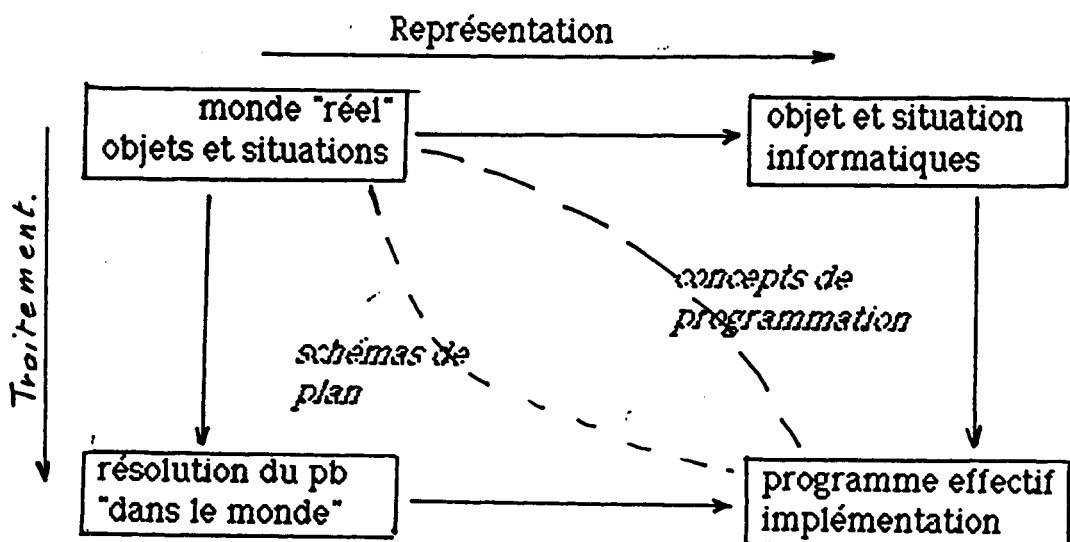 Représentation
monde "réel"
objets et situations
objet et situation
informatiques
Traitement.
concepts de
programmation
schémas de
plan
résolution du pb
"dans le monde"
programme effectif
implémentation